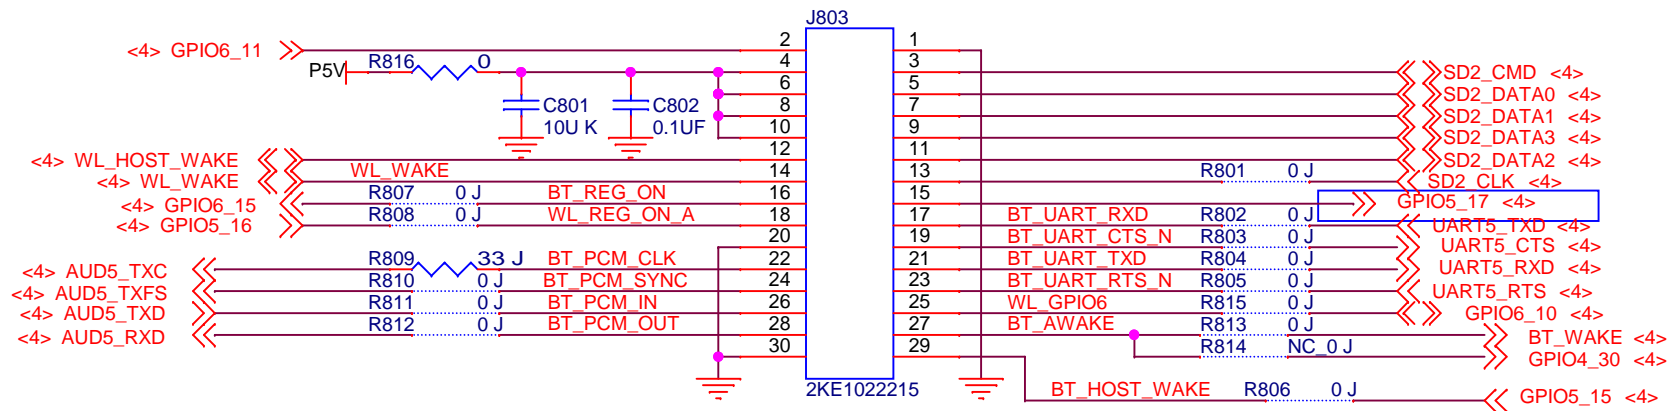 J803
<4> GPIO6_11 2 1
P5V R816 0 4 3 SD2_CMD <4>
6 5 SD2_DATA0 <4>
C801 C802 8 7 SD2_DATA1 <4>
10U K 0.1UF 10 9 SD2_DATA3 <4>
<4> WL_HOST_WAKE 12 11 SD2_DATA2 <4>
<4> WL_WAKE WL_WAKE 14 13 R801 0 J SD2_CLK <4>
<4> GPIO6_15 R807 0 J BT_REG_ON 16 15 GPIO5_17 <4>
<4> GPIO5_16 R808 0 J WL_REG_ON_A 18 17 BT_UART_RXD R802 0 J UART5_TXD <4>
20 19 BT_UART_CTS_N R803 0 J UART5_CTS <4>
<4> AUD5_TXC R809 33 J BT_PCM_CLK 22 21 BT_UART_TXD R804 0 J UART5_RXD <4>
<4> AUD5_TXFS R810 0 J BT_PCM_SYNC 24 23 BT_UART_RTS_N R805 0 J UART5_RTS <4>
<4> AUD5_TXD R811 0 J BT_PCM_IN 26 25 WL_GPIO6 R815 0 J GPIO6_10 <4>
<4> AUD5_RXD R812 0 J BT_PCM_OUT 28 27 BT_AWAKE R813 0 J BT_WAKE <4>
30 29 R814 NC_0 J GPIO4_30 <4>
2KE1022215 BT_HOST_WAKE R806 0 J GPIO5_15 <4>